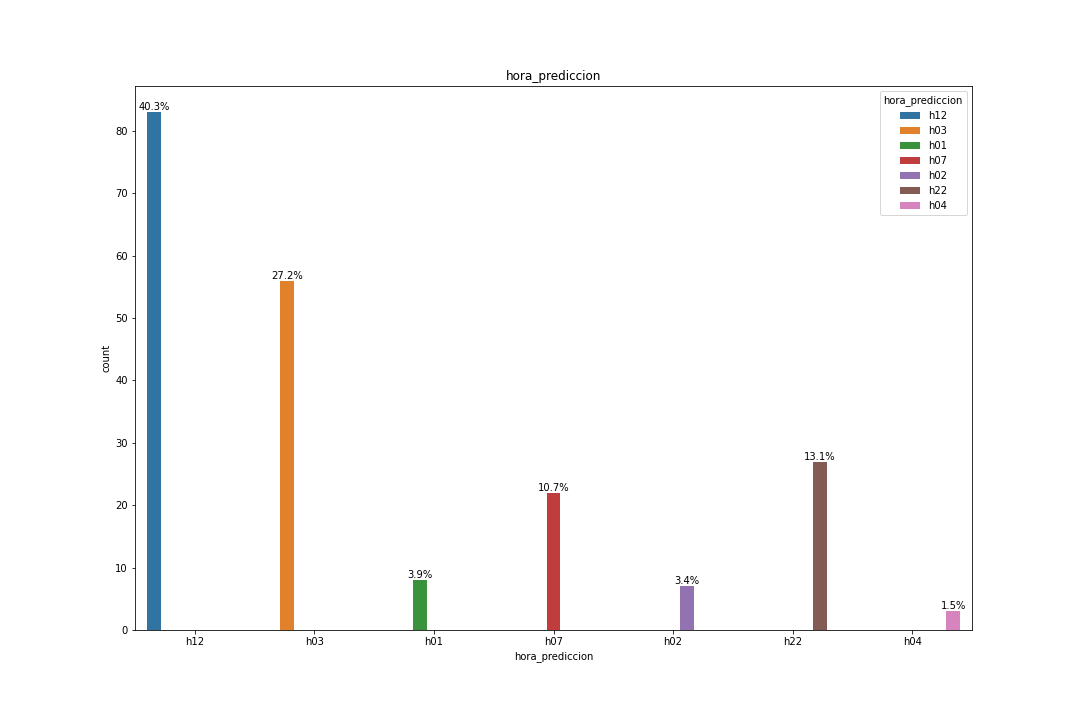 hora_prediccion
40.3%
27.2%
3.9%
10.7%
3.4%
13.1%
1.5%
hora_prediccion
h12
h03
h01
h07
h02
h22
h04
count
80
70
60
50
40
30
20
10
0
h12 h03 h01 h07 h02 h22 h04
hora_prediccion